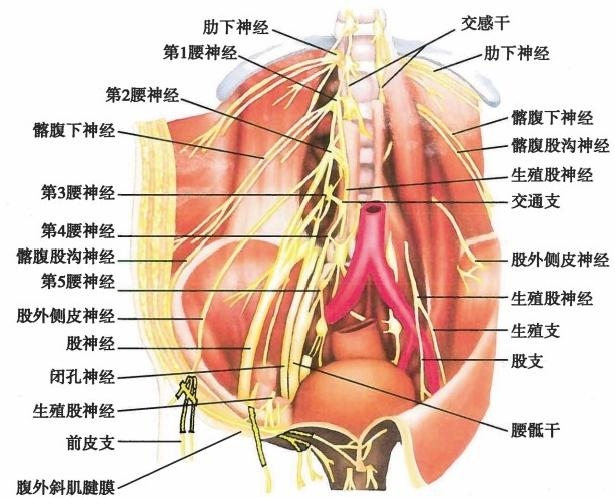 肋下神经
第1腰神经
第2腰神经
髂腹下神经
第3腰神经
第4腰神经
髂腹股沟神经
第5腰神经
股外侧皮神经
股神经
闭孔神经
生殖股神经
前皮支
腹外斜肌腱膜
交感干
肋下神经
髂腹下神经
髂腹股沟神经
生殖股神经
交通支
股外侧皮神经
生殖股神经
生殖支
股支
腰骶干